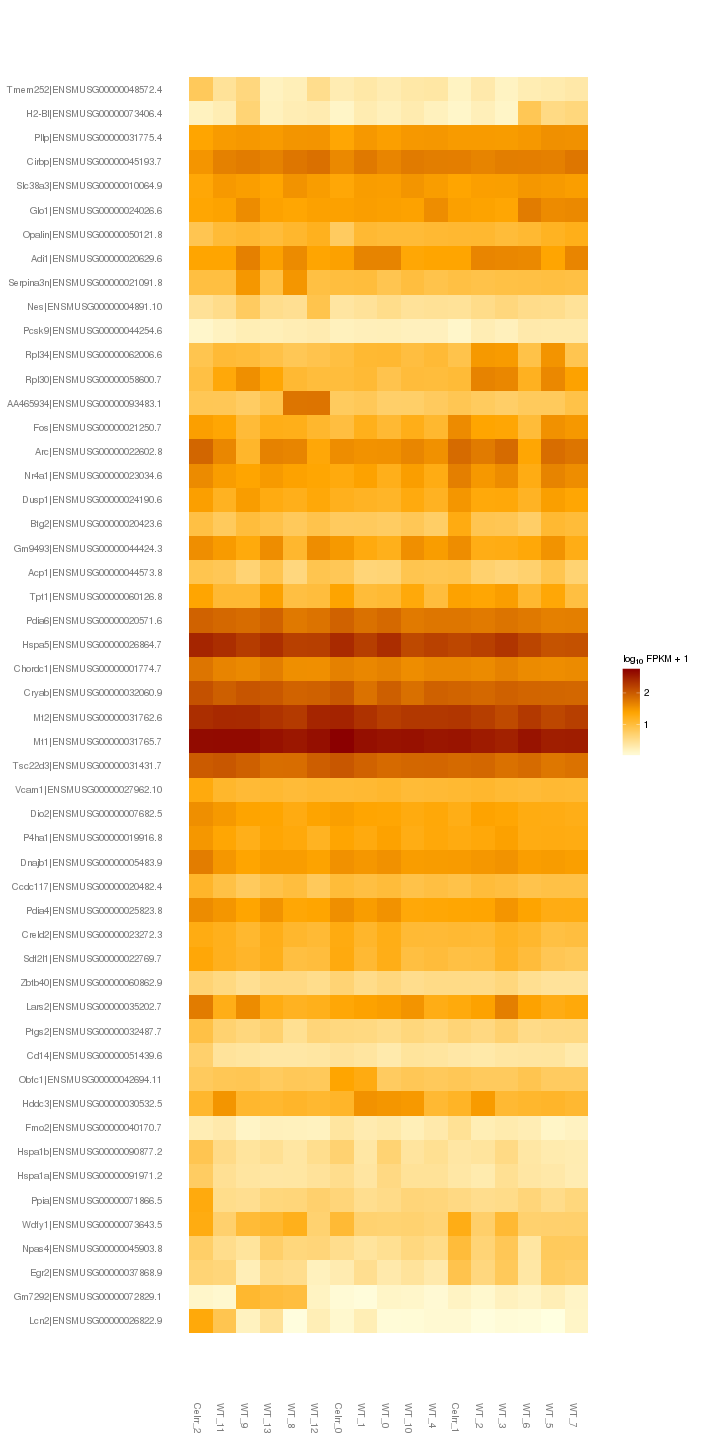 Tmem252|ENSMUSG00000048572.4
H2-Bl|ENSMUSG00000073406.4
Pllp|ENSMUSG00000031775.4
Cirbp|ENSMUSG00000045193.7
Slc38a3|ENSMUSG00000010064.9
Glo1|ENSMUSG00000024026.6
Opalin|ENSMUSG00000050121.8
Adi1|ENSMUSG00000020629.6
Serpina3n|ENSMUSG00000021091.8
Nes|ENSMUSG00000004891.10
Pcsk9|ENSMUSG00000044254.6
Rpl34|ENSMUSG00000062006.6
Rpl30|ENSMUSG00000058600.7
AA465934|ENSMUSG00000093483.1
Fos|ENSMUSG00000021250.7
Arc|ENSMUSG00000022602.8
Nr4a1|ENSMUSG00000023034.6
Dusp1|ENSMUSG00000024190.6
Btg2|ENSMUSG00000020423.6
Gm9493|ENSMUSG00000044424.3
Acp1|ENSMUSG00000044573.8
Tpt1|ENSMUSG00000060126.8
Pdia6|ENSMUSG00000020571.6
Hspa5|ENSMUSG00000026864.7
Chordc1|ENSMUSG00000001774.7
Cryab|ENSMUSG00000032060.9
Mt2|ENSMUSG00000031762.6
Mt1|ENSMUSG00000031765.7
Tsc22d3|ENSMUSG00000031431.7
Vcam1|ENSMUSG00000027962.10
Dio2|ENSMUSG00000007682.5
P4ha1|ENSMUSG00000019916.8
Dnajb1|ENSMUSG00000005483.9
Ccdc117|ENSMUSG00000020482.4
Pdia4|ENSMUSG00000025823.8
Creld2|ENSMUSG00000023272.3
Sdf2l1|ENSMUSG00000022769.7
Zbtb40|ENSMUSG00000060862.9
Lars2|ENSMUSG00000035202.7
Ptgs2|ENSMUSG00000032487.7
Cd14|ENSMUSG00000051439.6
Obfc1|ENSMUSG00000042694.11
Hddc3|ENSMUSG00000030532.5
Fmo2|ENSMUSG00000040170.7
Hspa1b|ENSMUSG00000090877.2
Hspa1a|ENSMUSG00000091971.2
Ppia|ENSMUSG00000071866.5
Wdfy1|ENSMUSG00000073643.5
Npas4|ENSMUSG00000045903.8
Egr2|ENSMUSG00000037868.9
Gm7292|ENSMUSG00000072829.1
Lcn2|ENSMUSG00000026822.9
log10 FPKM + 1
2
1
Celrr_2
WT_11
WT_9
WT_13
WT_8
WT_12
Celrr_0
WT_1
WT_0
WT_10
WT_4
Celrr_1
WT_2
WT_3
WT_6
WT_5
WT_7